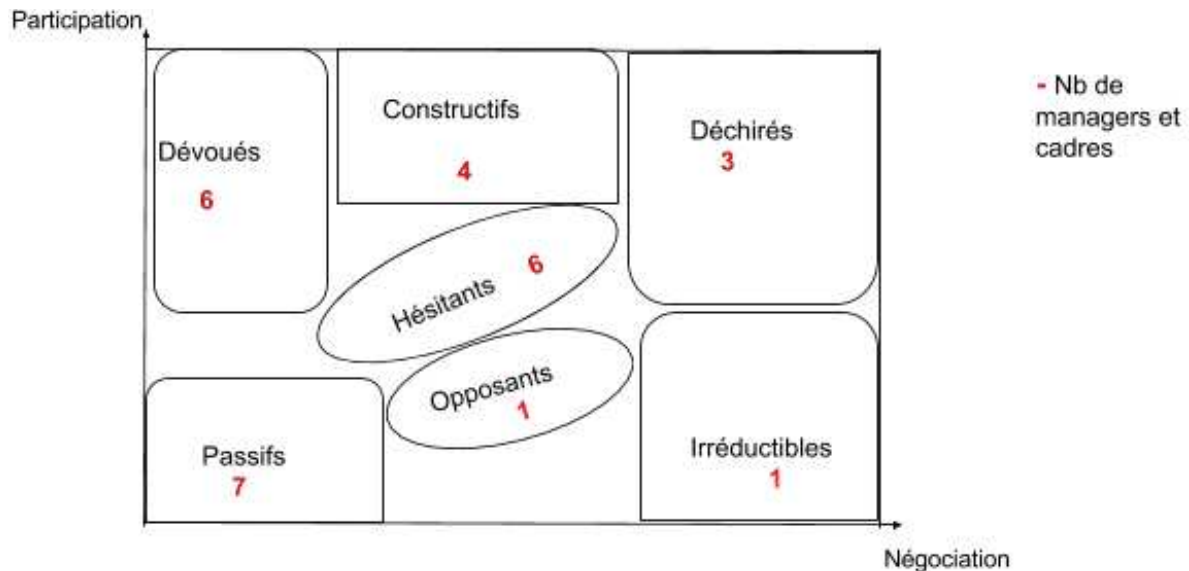 Participation
Constructifs
4
Déchirés
3
- Nb de
managers et
cadres
Dévoués
6
Hésitants 6
Opposants
1
Passifs
7
Irréductibles
1
Négociation